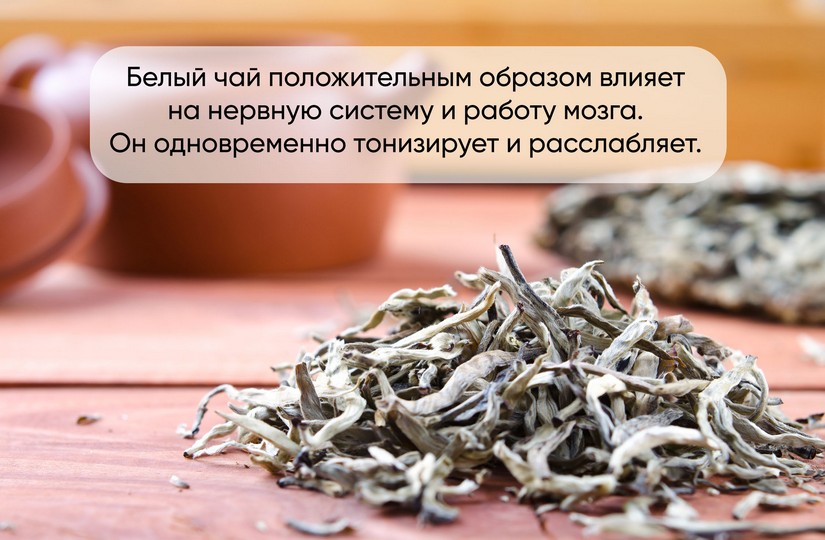 Белый чай положительным образом влияет
на нервную систему и работу мозга.
Он одновременно тонизирует и расслабляет.